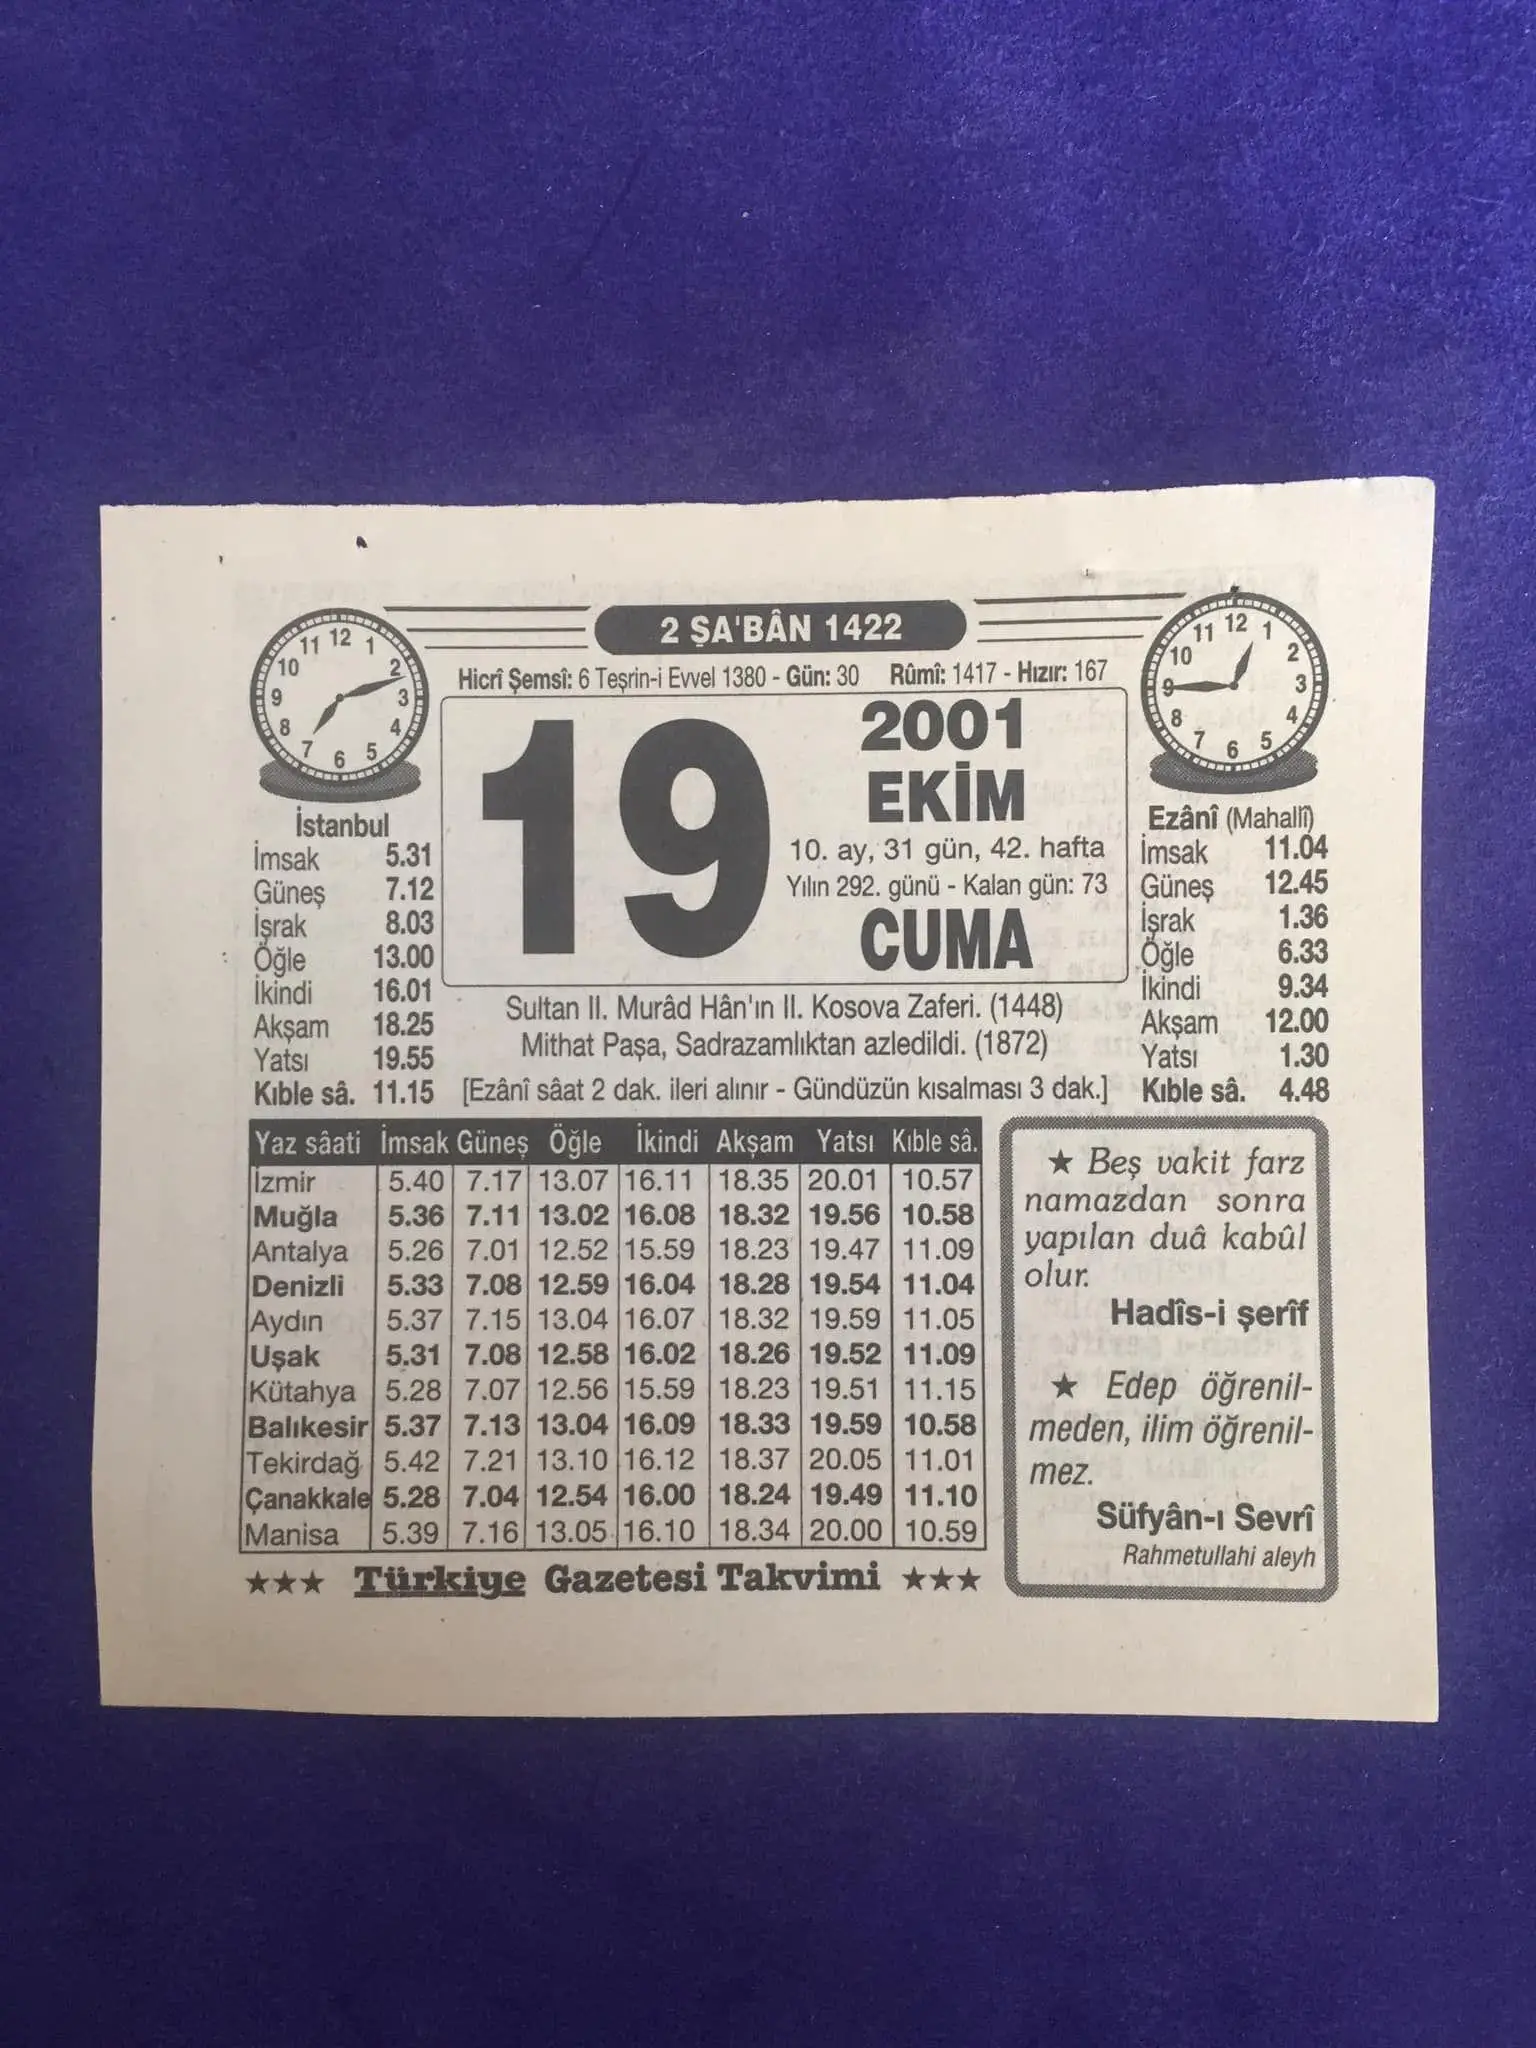 2 ŞA'BÂN 1422
Hicrî Şemsî: 6 Teşrin-i Evvel 1380 - Gün: 30 Rûmî: 1417 - Hızır: 167
12 1 2 3 4 5 6 7 8 9 10 11
12 1 2 3 4 5 6 7 8 9 10 11
19
2001
EKİM
10. ay, 31 gün, 42. hafta
Yılın 292. günü - Kalan gün: 73
CUMA
İstanbul
İmsak 5.31
Güneş 7.12
İşrak 8.03
Öğle 13.00
İkindi 16.01
Akşam 18.25
Yatsı 19.55
Kıble sâ. 11.15
Ezânî (Mahallî)
İmsak 11.04
Güneş 12.45
İşrak 1.36
Öğle 6.33
İkindi 9.34
Akşam 12.00
Yatsı 1.30
Kıble sâ. 4.48
Sultan II. Murâd Hân'ın II. Kosova Zaferi. (1448)
Mithat Paşa, Sadrazamlıktan azledildi. (1872)
[Ezânî sâat 2 dak. ileri alınır - Gündüzün kısalması 3 dak.]
Yaz sâati İmsak Güneş Öğle İkindi Akşam Yatsı Kıble sâ.
İzmir 5.40 7.17 13.07 16.11 18.35 20.01 10.57
Muğla 5.36 7.11 13.02 16.08 18.32 19.56 10.58
Antalya 5.26 7.01 12.52 15.59 18.23 19.47 11.09
Denizli 5.33 7.08 12.59 16.04 18.28 19.54 11.04
Aydın 5.37 7.15 13.04 16.07 18.32 19.59 11.05
Uşak 5.31 7.08 12.58 16.02 18.26 19.52 11.09
Kütahya 5.28 7.07 12.56 15.59 18.23 19.51 11.15
Balıkesir 5.37 7.13 13.04 16.09 18.33 19.59 10.58
Tekirdağ 5.42 7.21 13.10 16.12 18.37 20.05 11.01
Çanakkale 5.28 7.04 12.54 16.00 18.24 19.49 11.10
Manisa 5.39 7.16 13.05 16.10 18.34 20.00 10.59
★★★ Türkiye Gazetesi Takvimi ★★★
★ Beş vakit farz
namazdan sonra
yapılan duâ kabûl
olur.
Hadîs-i şerîf
★ Edep öğrenil-
meden, ilim öğrenil-
mez.
Süfyân-ı Sevrî
Rahmetullahi aleyh